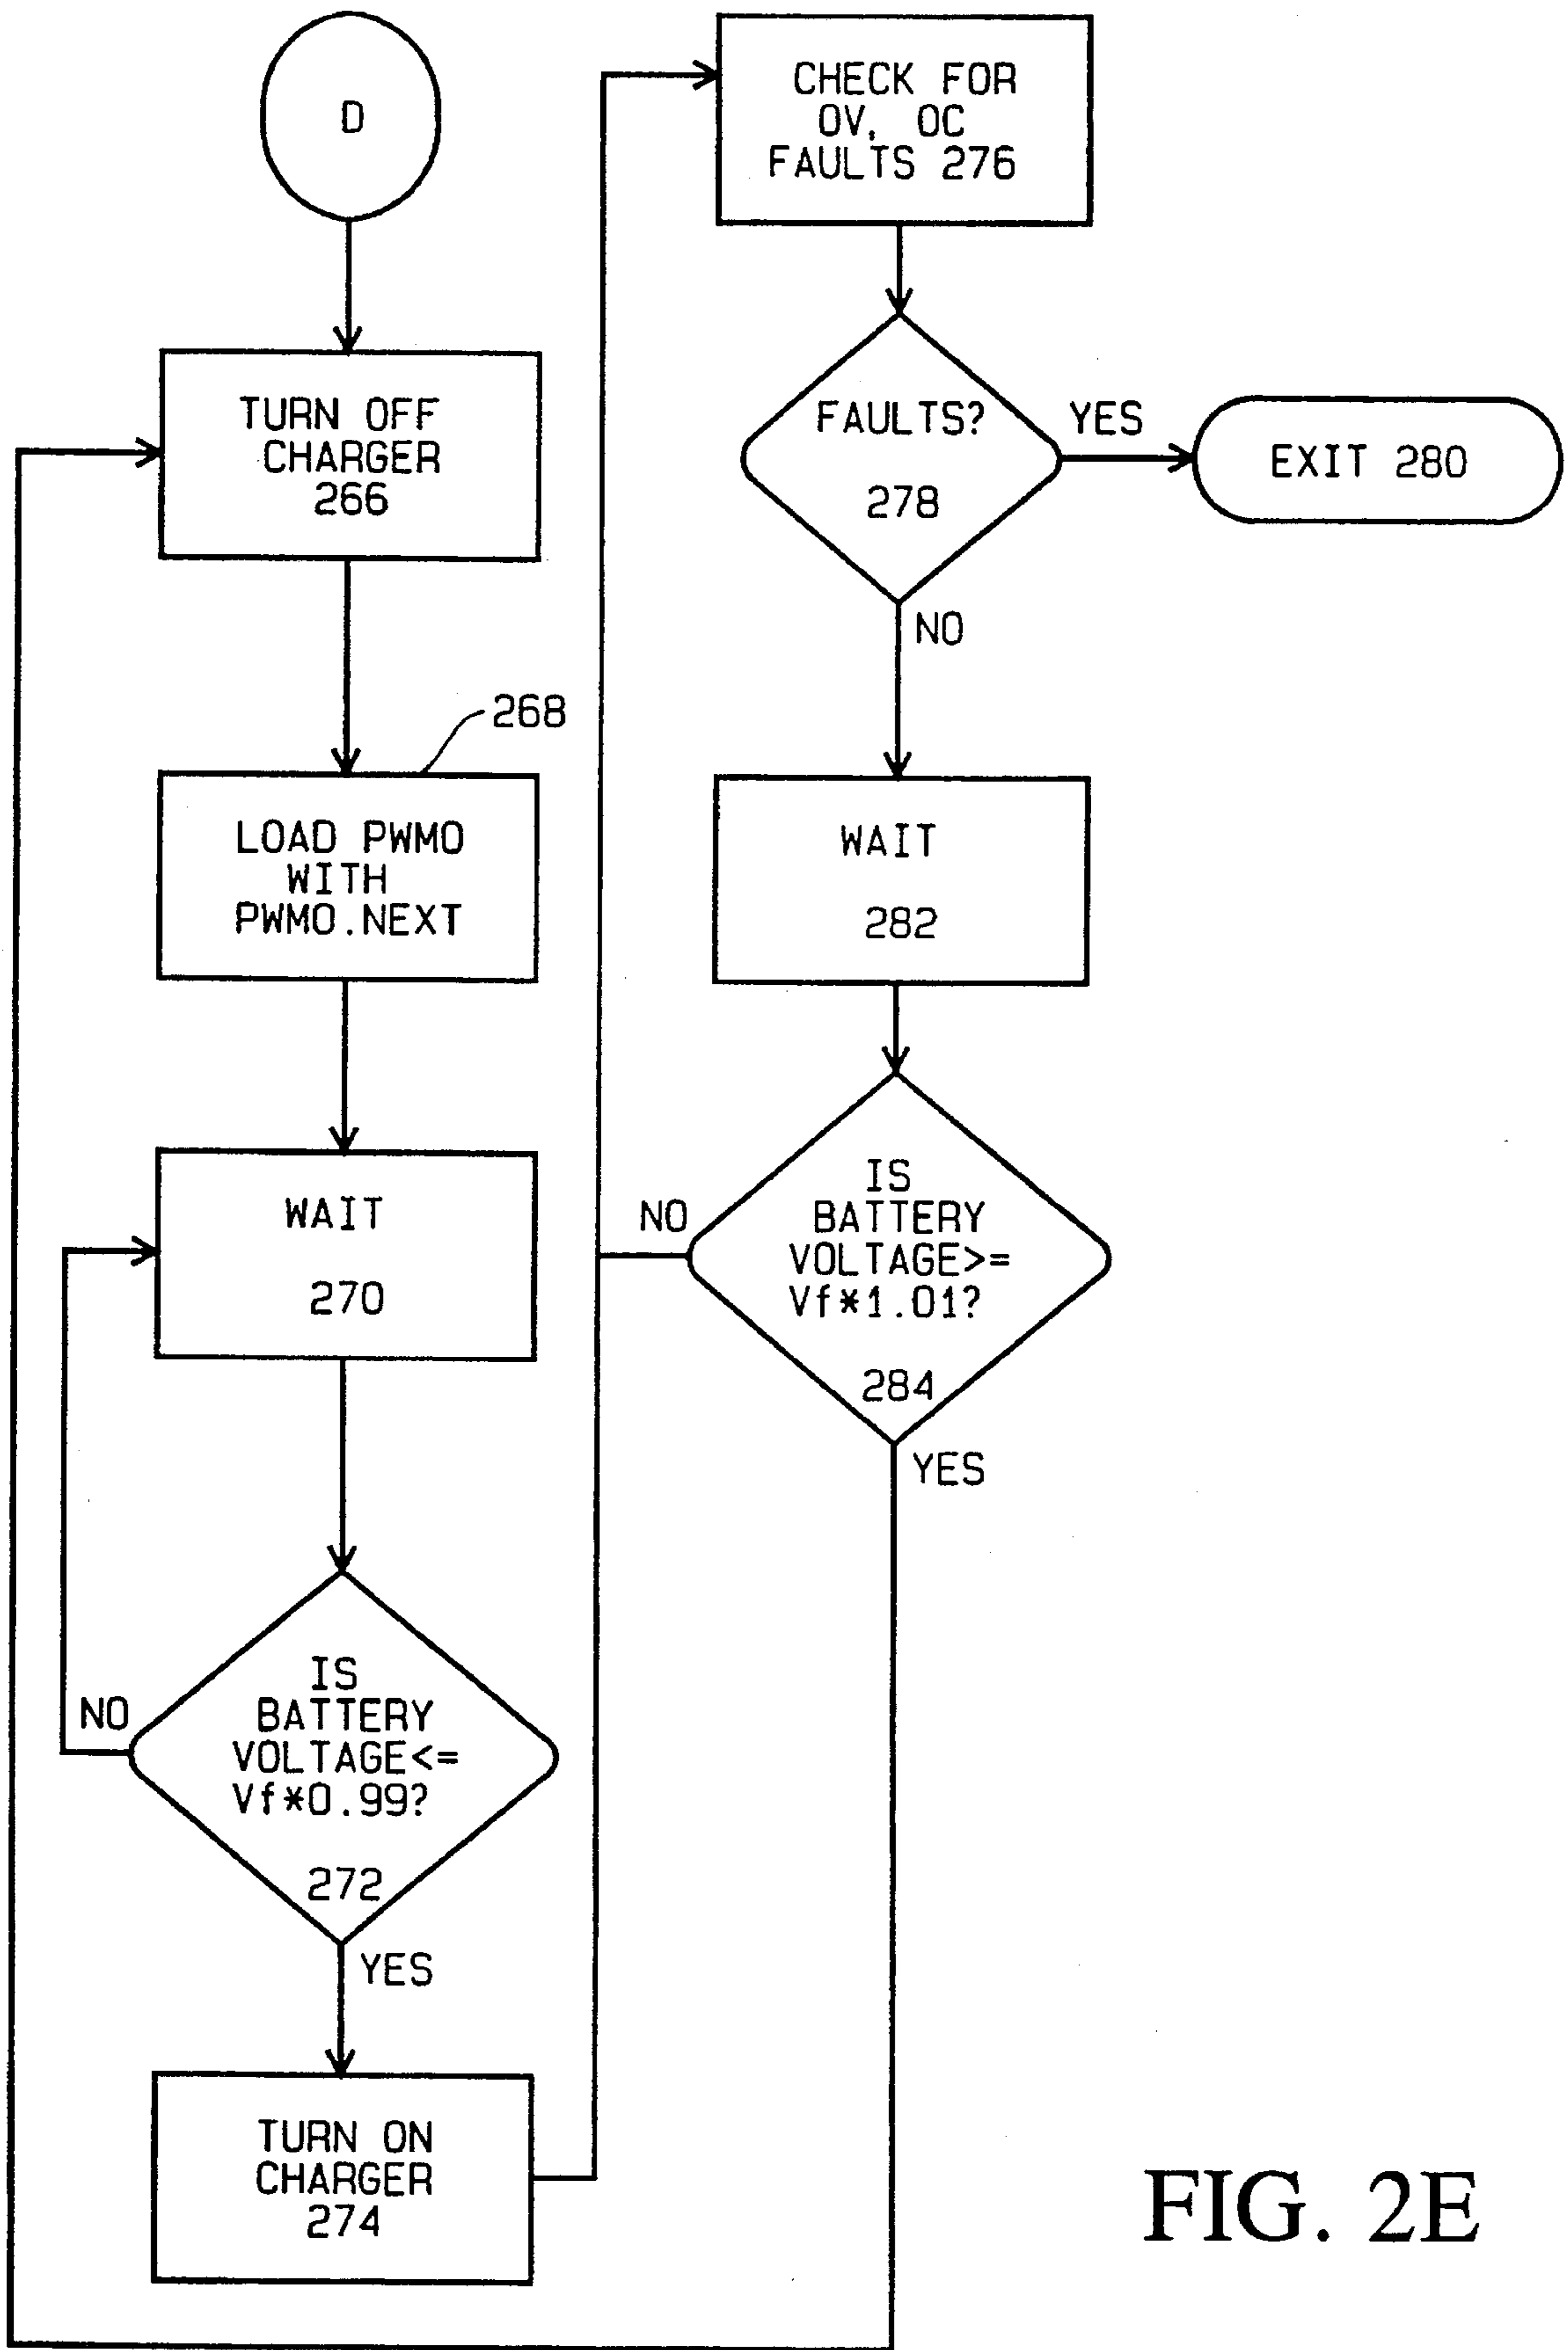 D
TURN OFF
CHARGER
266
268
LOAD PWM0
WITH
PWM0.NEXT
WAIT
270
IS
BATTERY
VOLTAGE<=
Vf*0.99?
272
NO
YES
TURN ON
CHARGER
274
CHECK FOR
OV, OC
FAULTS 276
FAULTS?
278
YES
EXIT 280
NO
WAIT
282
IS
BATTERY
VOLTAGE>=
Vf*1.01?
284
NO
YES
FIG. 2E